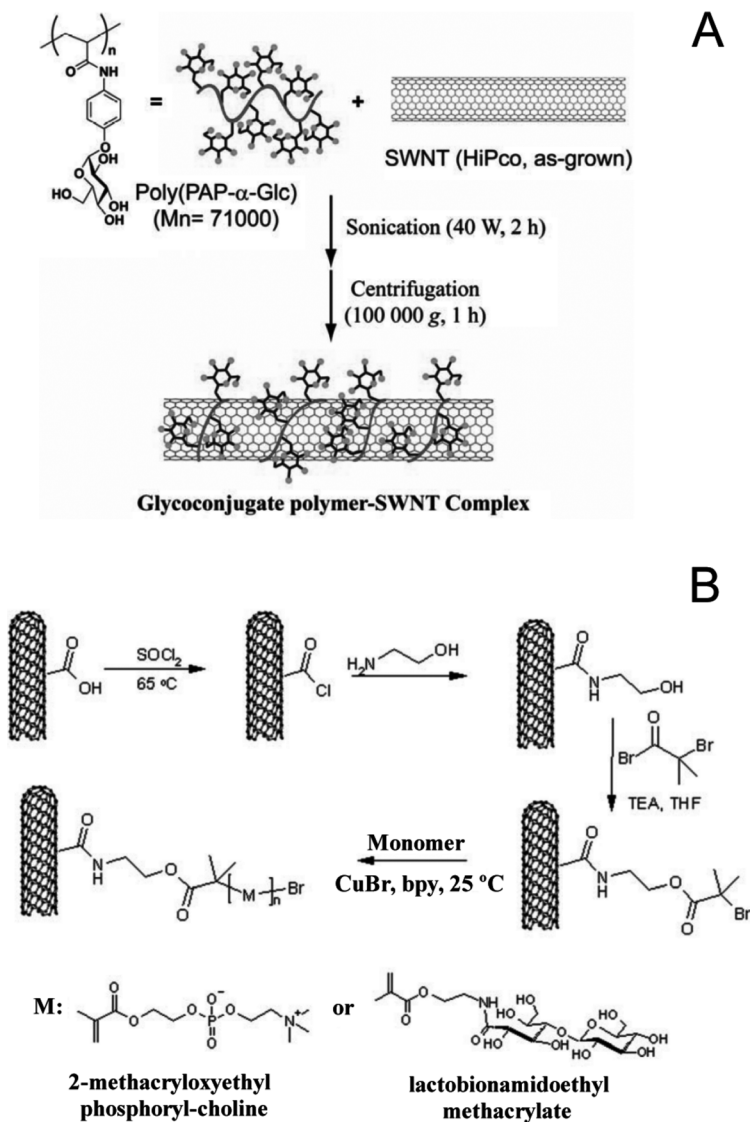 A
n
O
NH
O
OH
HO
OH
OH
=
+
Poly(PAP-α-Glc)
(Mn= 71000)
SWNT (HiPco, as-grown)
Sonication (40 W, 2 h)
Centrifugation
(100 000 g, 1 h)
Glycoconjugate polymer-SWNT Complex
B
O
OH
SOCl2
65 ºC
O
Cl
H2N
OH
O
N
H
OH
O
Br
Br
TEA, THF
O
N
H
O
O
M
n
Br
Monomer
CuBr, bpy, 25 ºC
O
N
H
O
O
Br
M:
O
O
O
O−
P
O
O
N+
or
O
O
H
N
O
HO
OH
HO
OH
O
HO
OH
O
OH
HO
OH
2-methacryloxyethyl
phosphoryl-choline
lactobionamidoethyl
methacrylate